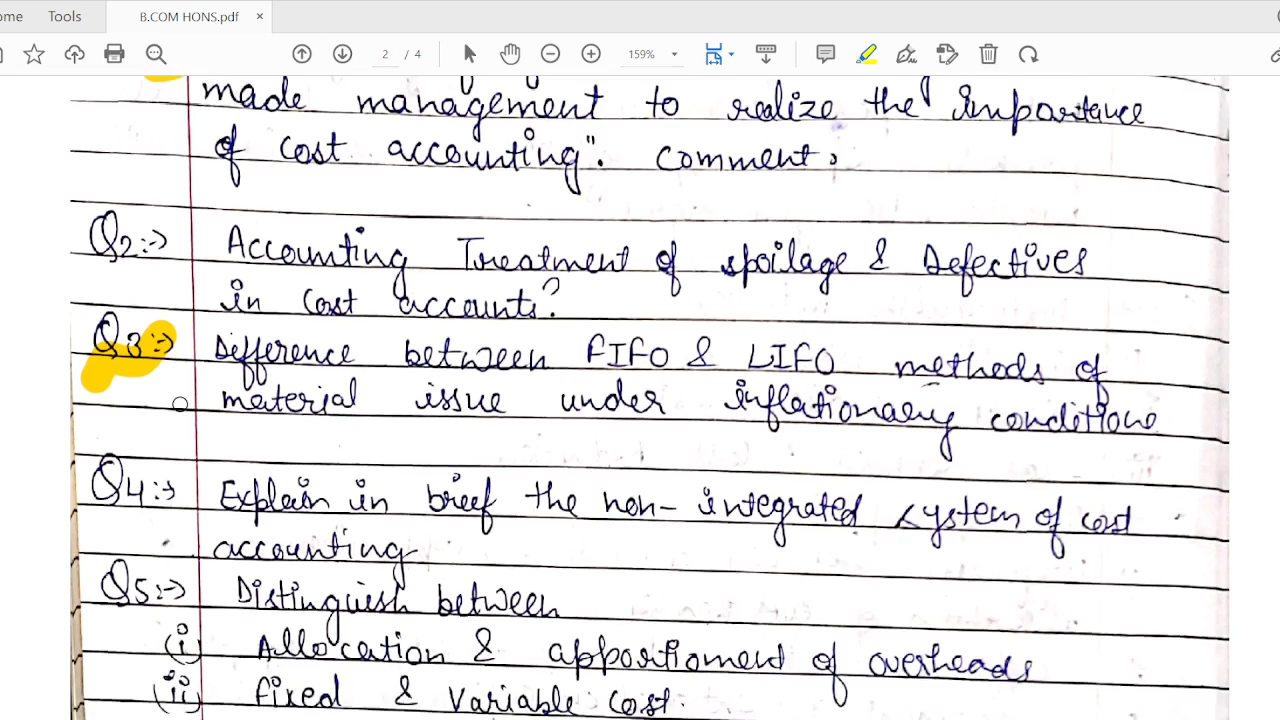 ome Tools B.COM HONS.pdf ×
2 / 4 159%
made management to realize the importance
of cost accounting". Comment.
Q2:-> Accounting Treatment of spoilage & Defectives
in Cost accounts?
Q3:-> Difference between FIFO & LIFO methods of
material issue under inflationary conditions
Q4:-> Explain in brief the non-integrated system of cost
accounting
Q5:-> Distinguish between
(i) Allocation & apportionment of overheads
(ii) Fixed & Variable Cost.